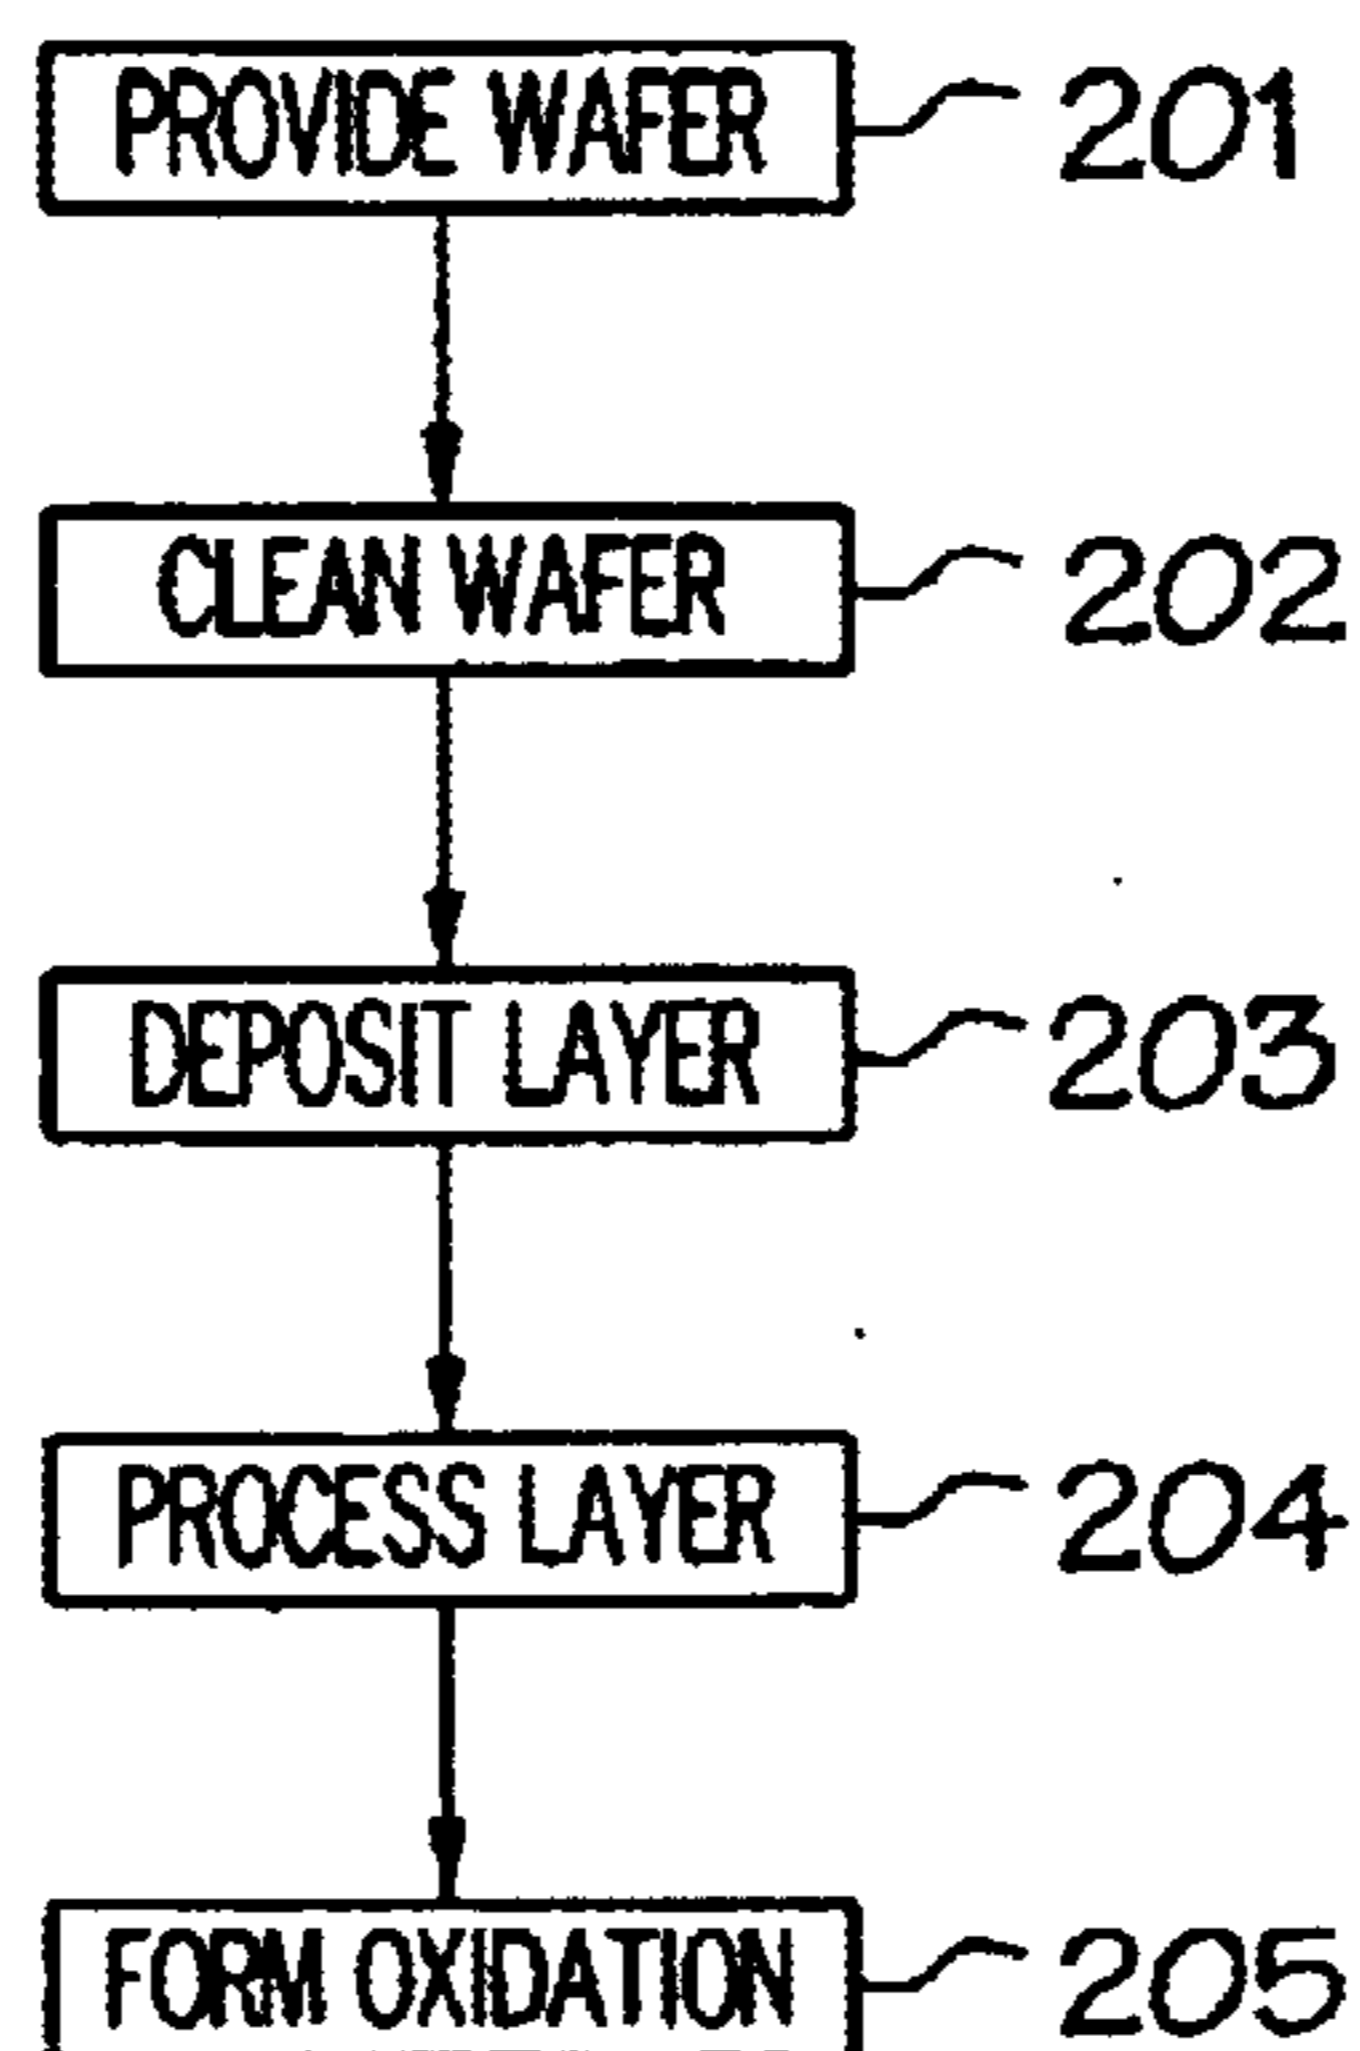 PROVIDE WAFER 201
CLEAN WAFER 202
DEPOSIT LAYER 203
PROCESS LAYER 204
FORM OXIDATION 205